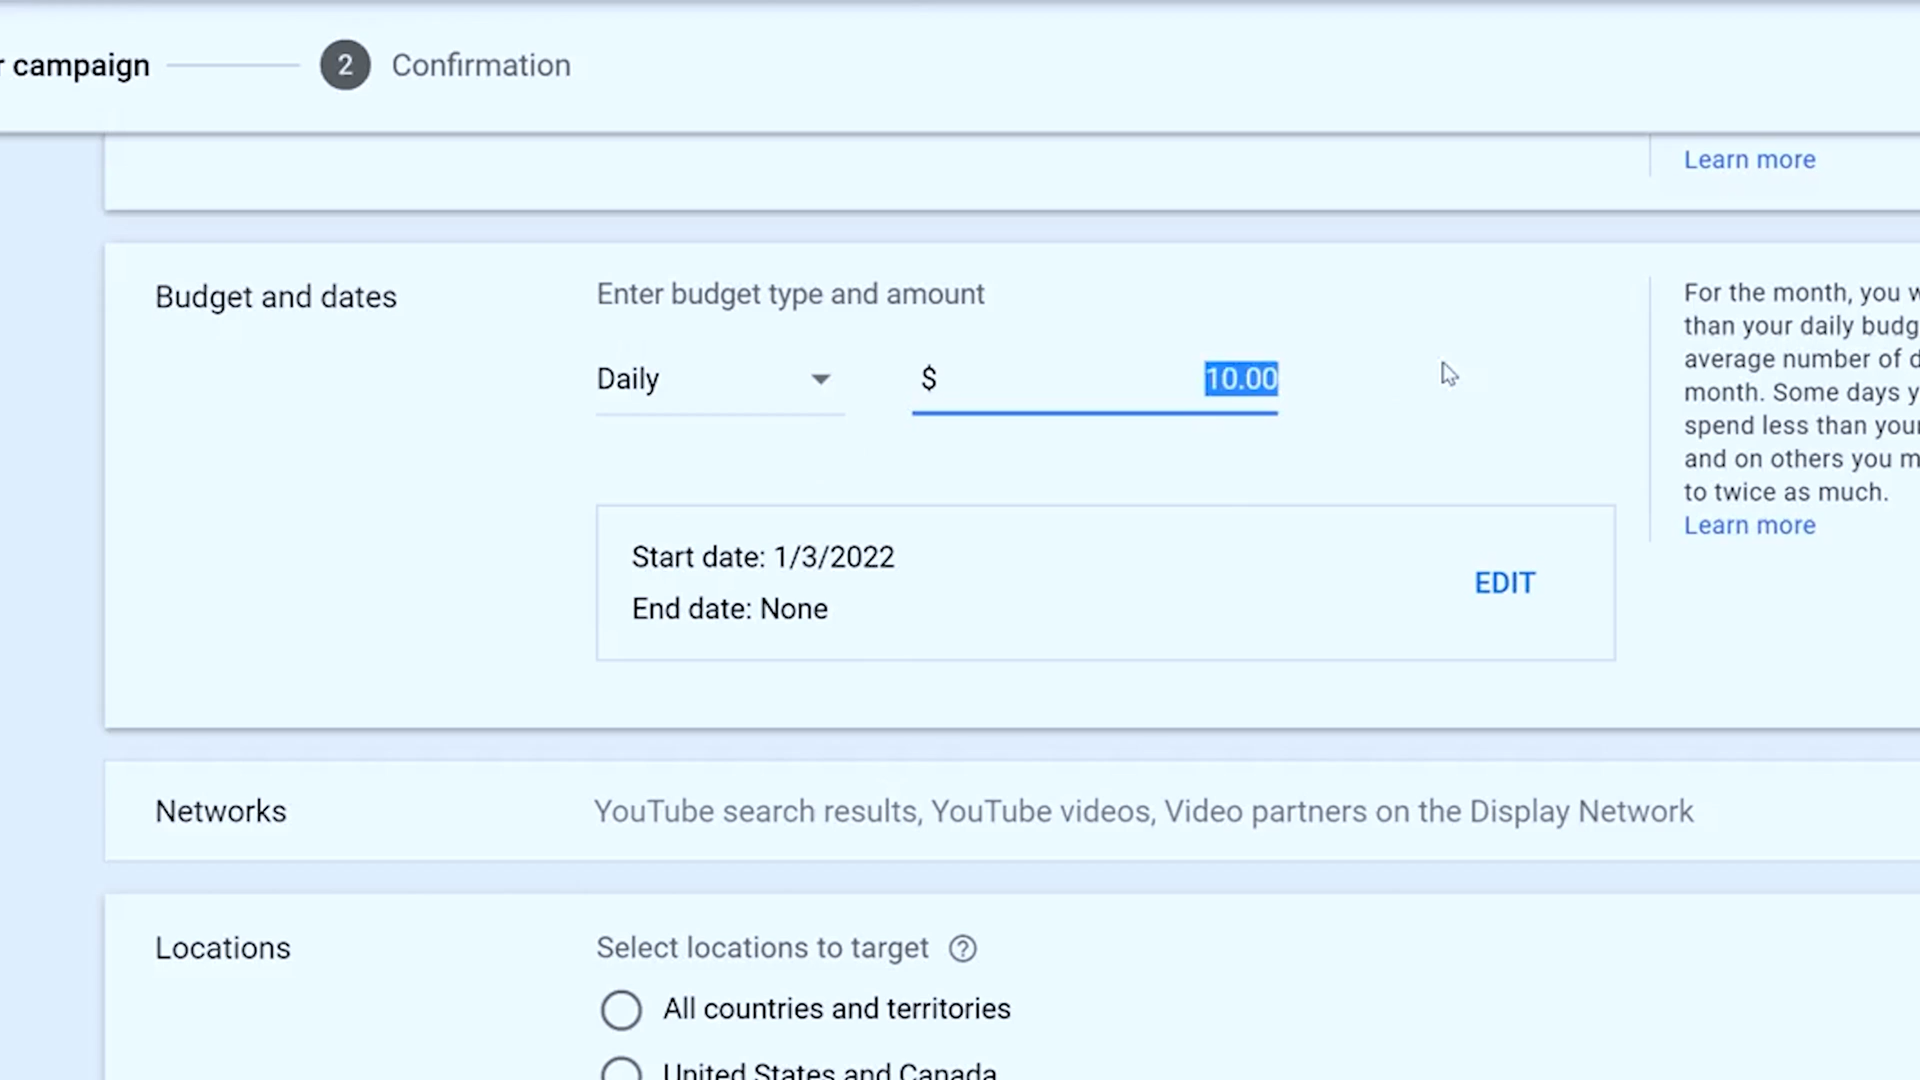 campaign
2 Confirmation
Learn more
Budget and dates
Enter budget type and amount
Daily
$ 10.00
For the month, you
than your daily
average number of
month. Some days
spend less than
and on others you
to twice as much.
Learn more
Start date: 1/3/2022
End date: None
EDIT
Networks
YouTube search results, YouTube videos, Video partners on the Display Network
Locations
Select locations to target ?
All countries and territories
United States and Canada